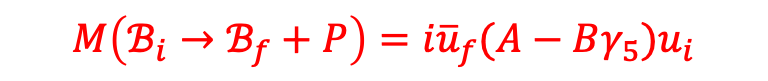 M(ℬᵢ → ℬ_f + P) = iū_f(A − Bγ₅)uᵢ